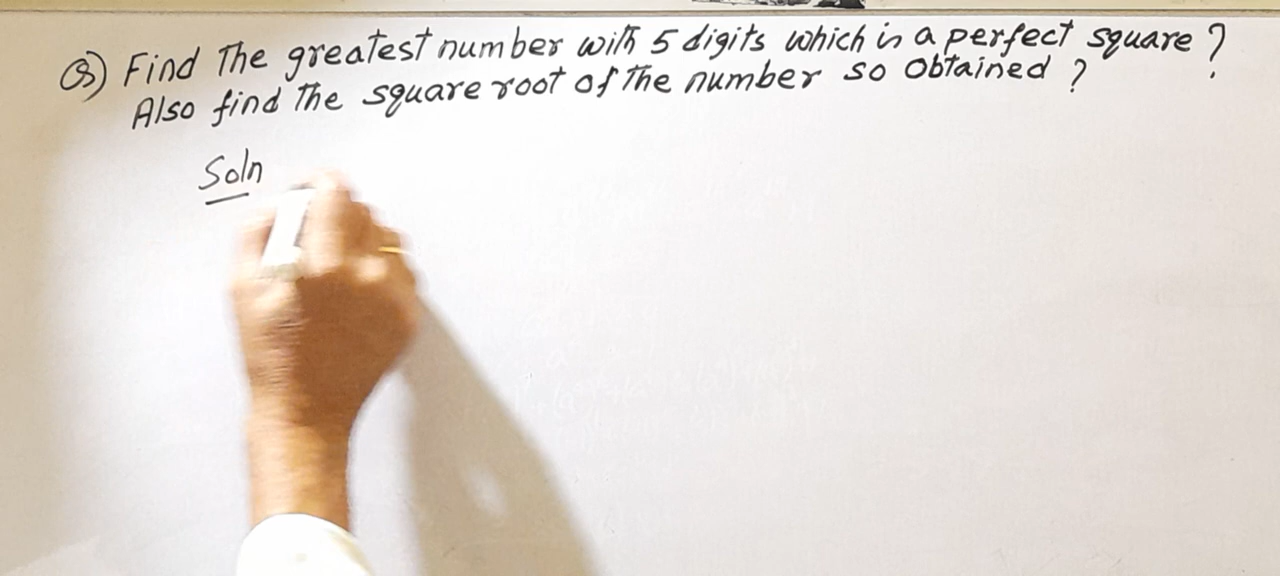 Q) Find The greatest number with 5 digits which is a perfect square ?
Also find The square root of The number so obtained ?
Soln